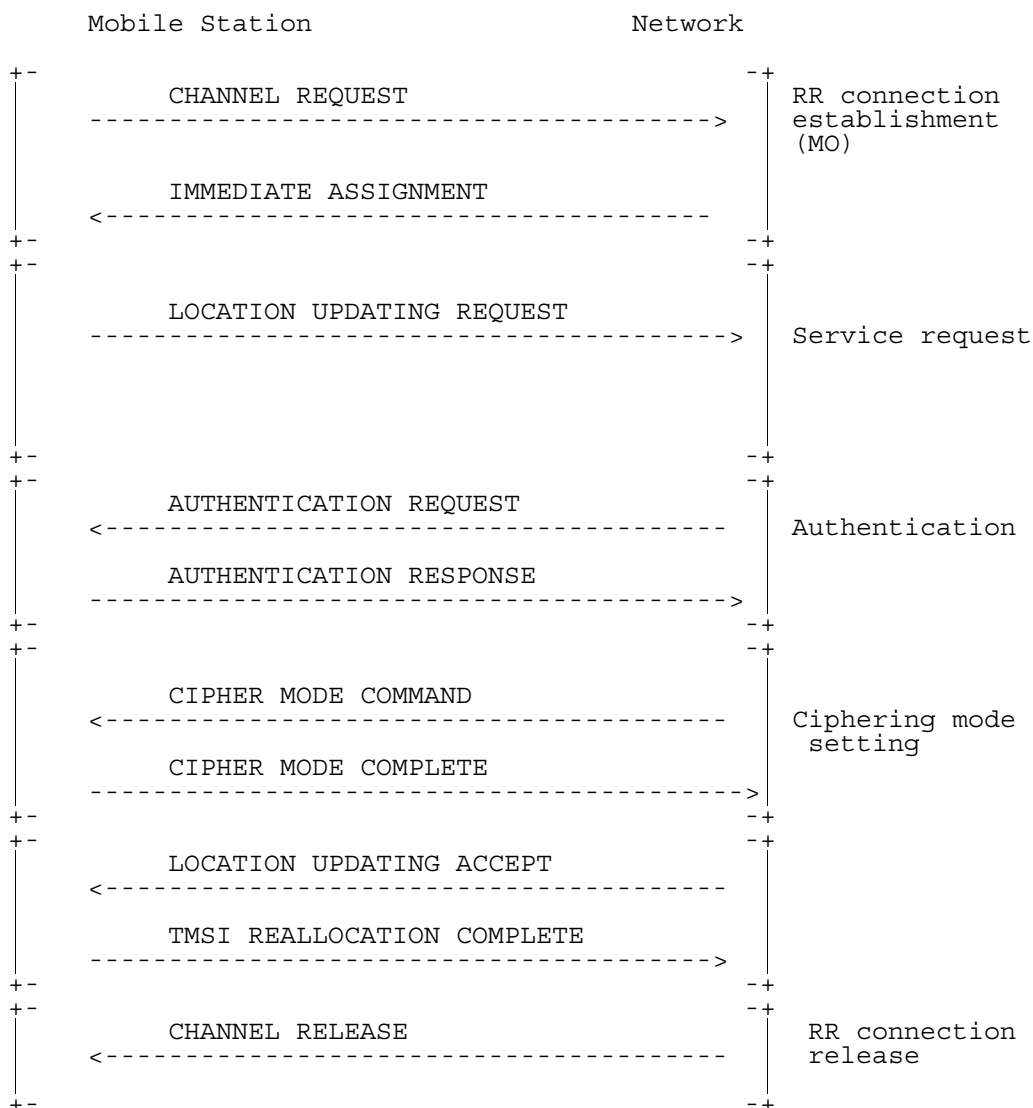 Mobile Station Network
CHANNEL REQUEST
RR connection
establishment
(MO)
IMMEDIATE ASSIGNMENT
LOCATION UPDATING REQUEST
Service request
AUTHENTICATION REQUEST
Authentication
AUTHENTICATION RESPONSE
CIPHER MODE COMMAND
Ciphering mode
setting
CIPHER MODE COMPLETE
LOCATION UPDATING ACCEPT
TMSI REALLOCATION COMPLETE
CHANNEL RELEASE
RR connection
release